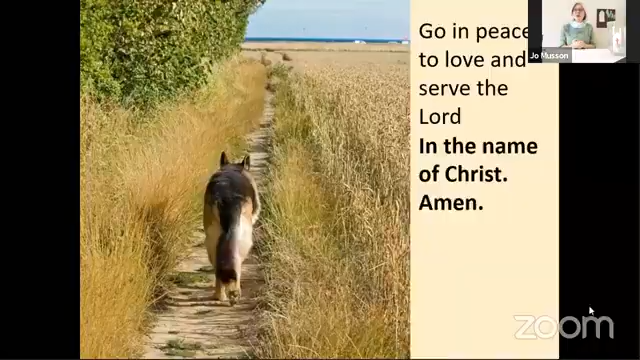 Go in peace
to love and
serve the
Lord
In the name
of Christ.
Amen.
Jo Musson
zoom